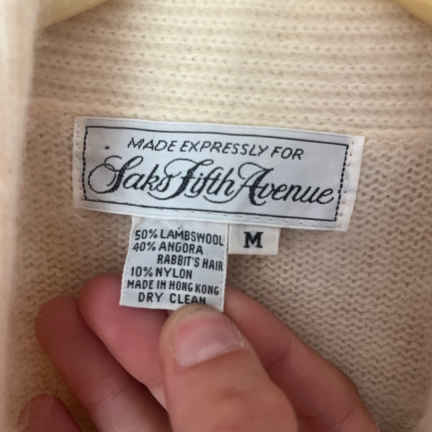 MADE EXPRESSLY FOR
Saks Fifth Avenue
50% LAMBSWOOL
40% ANGORA
RABBIT'S HAIR
10% NYLON
MADE IN HONG KONG
DRY CLEAN
M